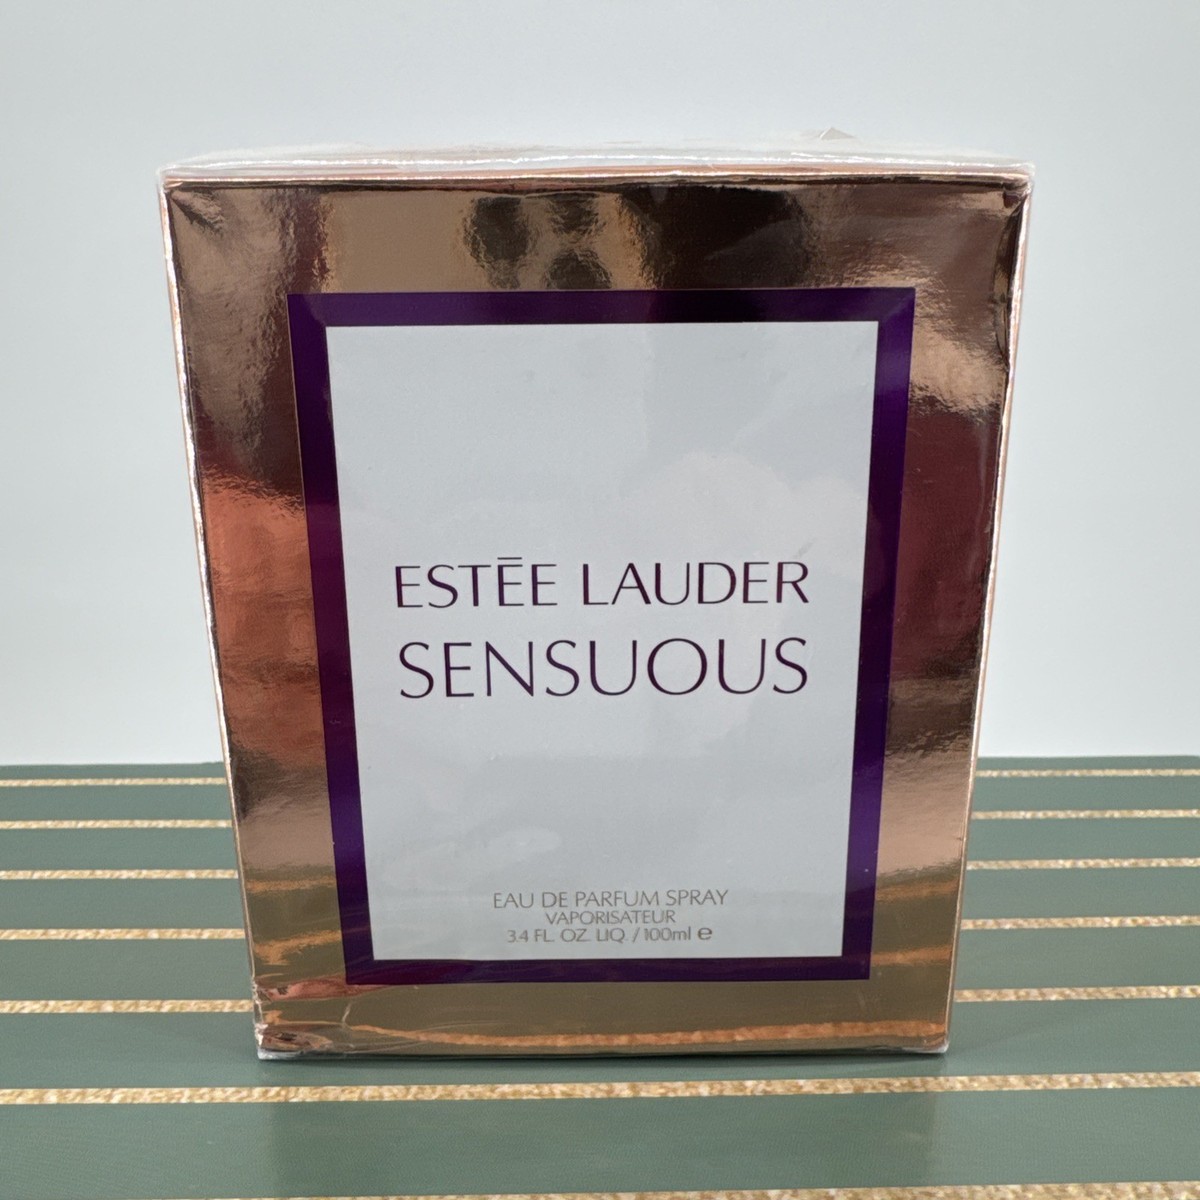 ESTĒE LAUDER
SENSUOUS
EAU DE PARFUM SPRAY
VAPORISATEUR
3.4 FL. OZ. LIQ. / 100ml ℮